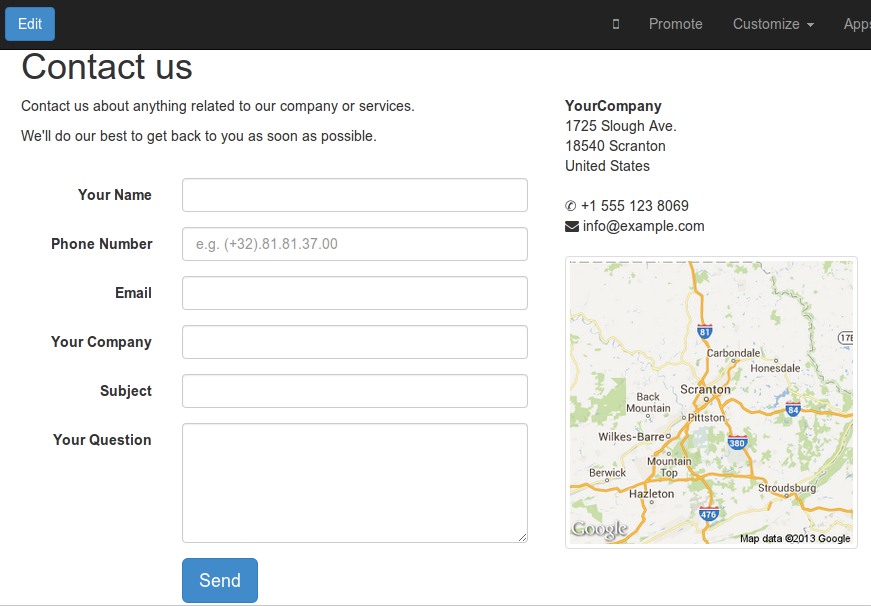 Edit
Promote
Customize
Apps
Contact us
Contact us about anything related to our company or services.
We'll do our best to get back to you as soon as possible.
Your Name
Phone Number
e.g. (+32).81.81.37.00
Email
Your Company
Subject
Your Question
Send
YourCompany
1725 Slough Ave.
18540 Scranton
United States
+1 555 123 8069
info@example.com
81
17
Carbondale
Honesdale
Scranton
Back
Mountain
84
Pittston
Wilkes-Barre
380
Mountain
Top
Berwick
Stroudsburg
Hazleton
476
Google
Map data ©2013 Google